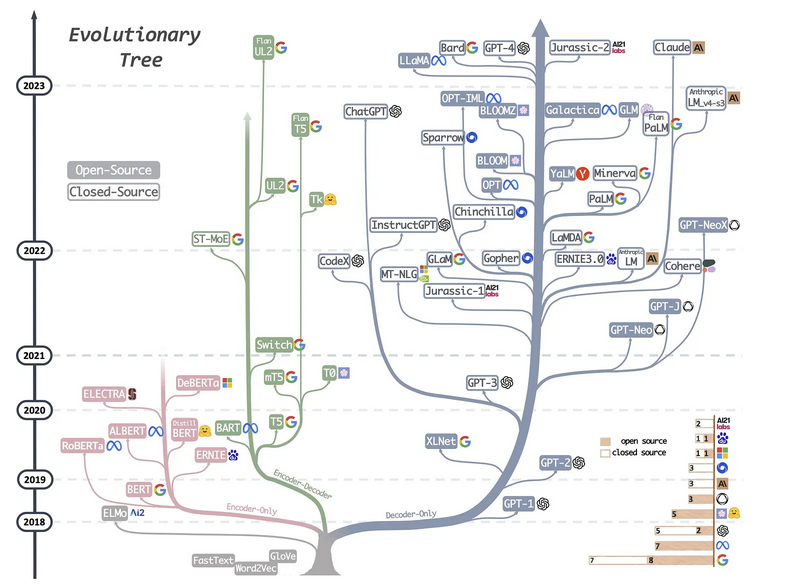 Evolutionary
Tree
2023
2022
2021
2020
2019
2018
Open-Source
Closed-Source
Flan
UL2
Flan
T5
UL2
Tk
ST-MoE
Switch
mT5
T0
DeBERTa
ELECTRA
ALBERT
Distill
BERT
BART
T5
RoBERTa
ERNIE
BERT
ELMo
Ai2
Encoder-Only
Encoder-Decoder
Decoder-Only
FastText
Word2Vec
GloVe
Bard
GPT-4
Jurassic-2
AI21
labs
Claude
A\
LLaMA
OPT-IML
BLOOMZ
Galactica
GLM
Flan
PaLM
Anthropic
LM_v4-s3
A\
ChatGPT
Sparrow
BLOOM
YaLM
Y
Minerva
OPT
PaLM
Chinchilla
InstructGPT
GPT-NeoX
LaMDA
CodeX
MT-NLG
GLaM
Gopher
ERNIE3.0
Anthropic
LM
A\
Cohere
Jurassic-1
AI21
labs
GPT-J
GPT-Neo
GPT-3
XLNet
GPT-2
GPT-1
open source
closed source
2
AI21
labs
1 1
1 1
3
3
A\
3
5
5 2
7
7 8